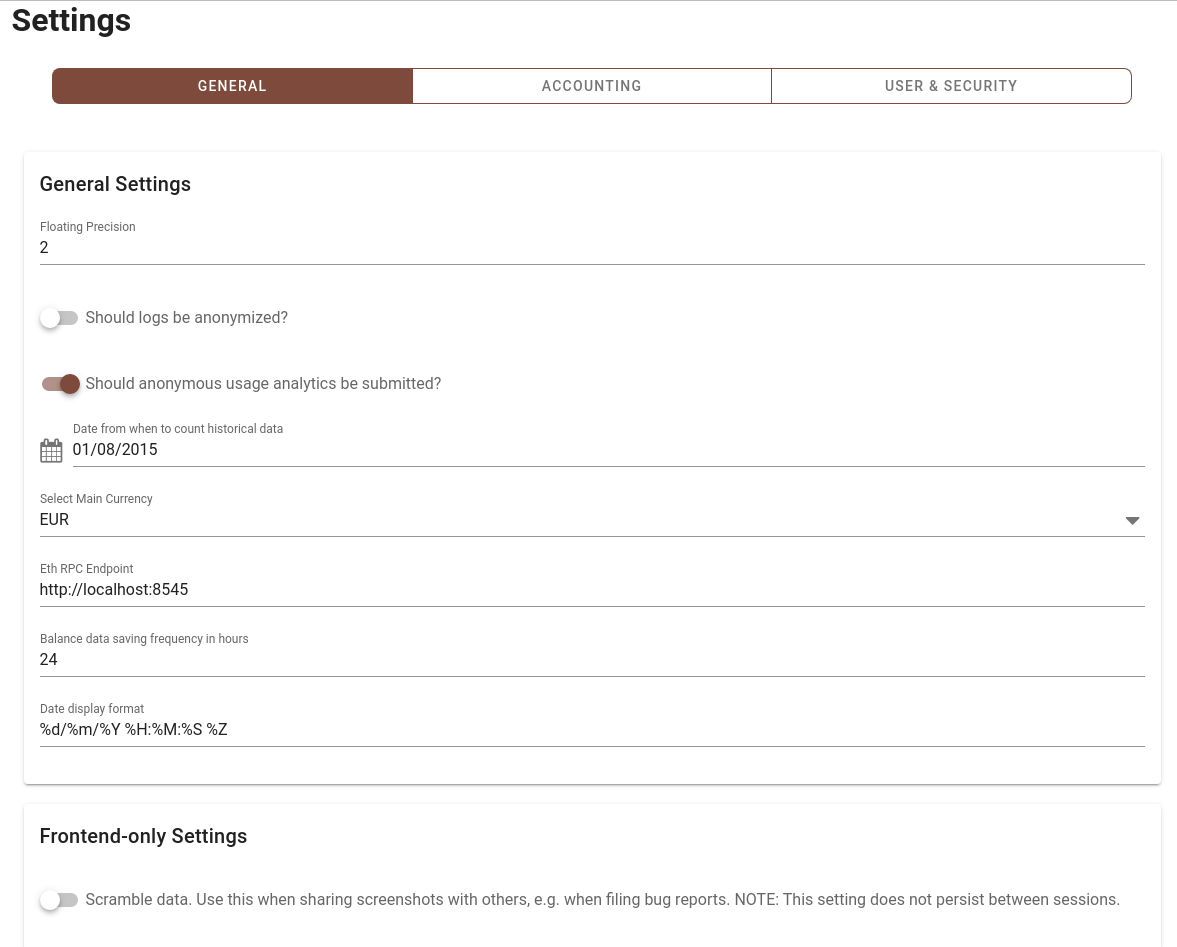 Settings
GENERAL
ACCOUNTING
USER & SECURITY
General Settings
Floating Precision
2
Should logs be anonymized?
Should anonymous usage analytics be submitted?
Date from when to count historical data
01/08/2015
Select Main Currency
EUR
Eth RPC Endpoint
http://localhost:8545
Balance data saving frequency in hours
24
Date display format
%d/%m/%Y %H:%M:%S %Z
Frontend-only Settings
Scramble data. Use this when sharing screenshots with others, e.g. when filing bug reports. NOTE: This setting does not persist between sessions.